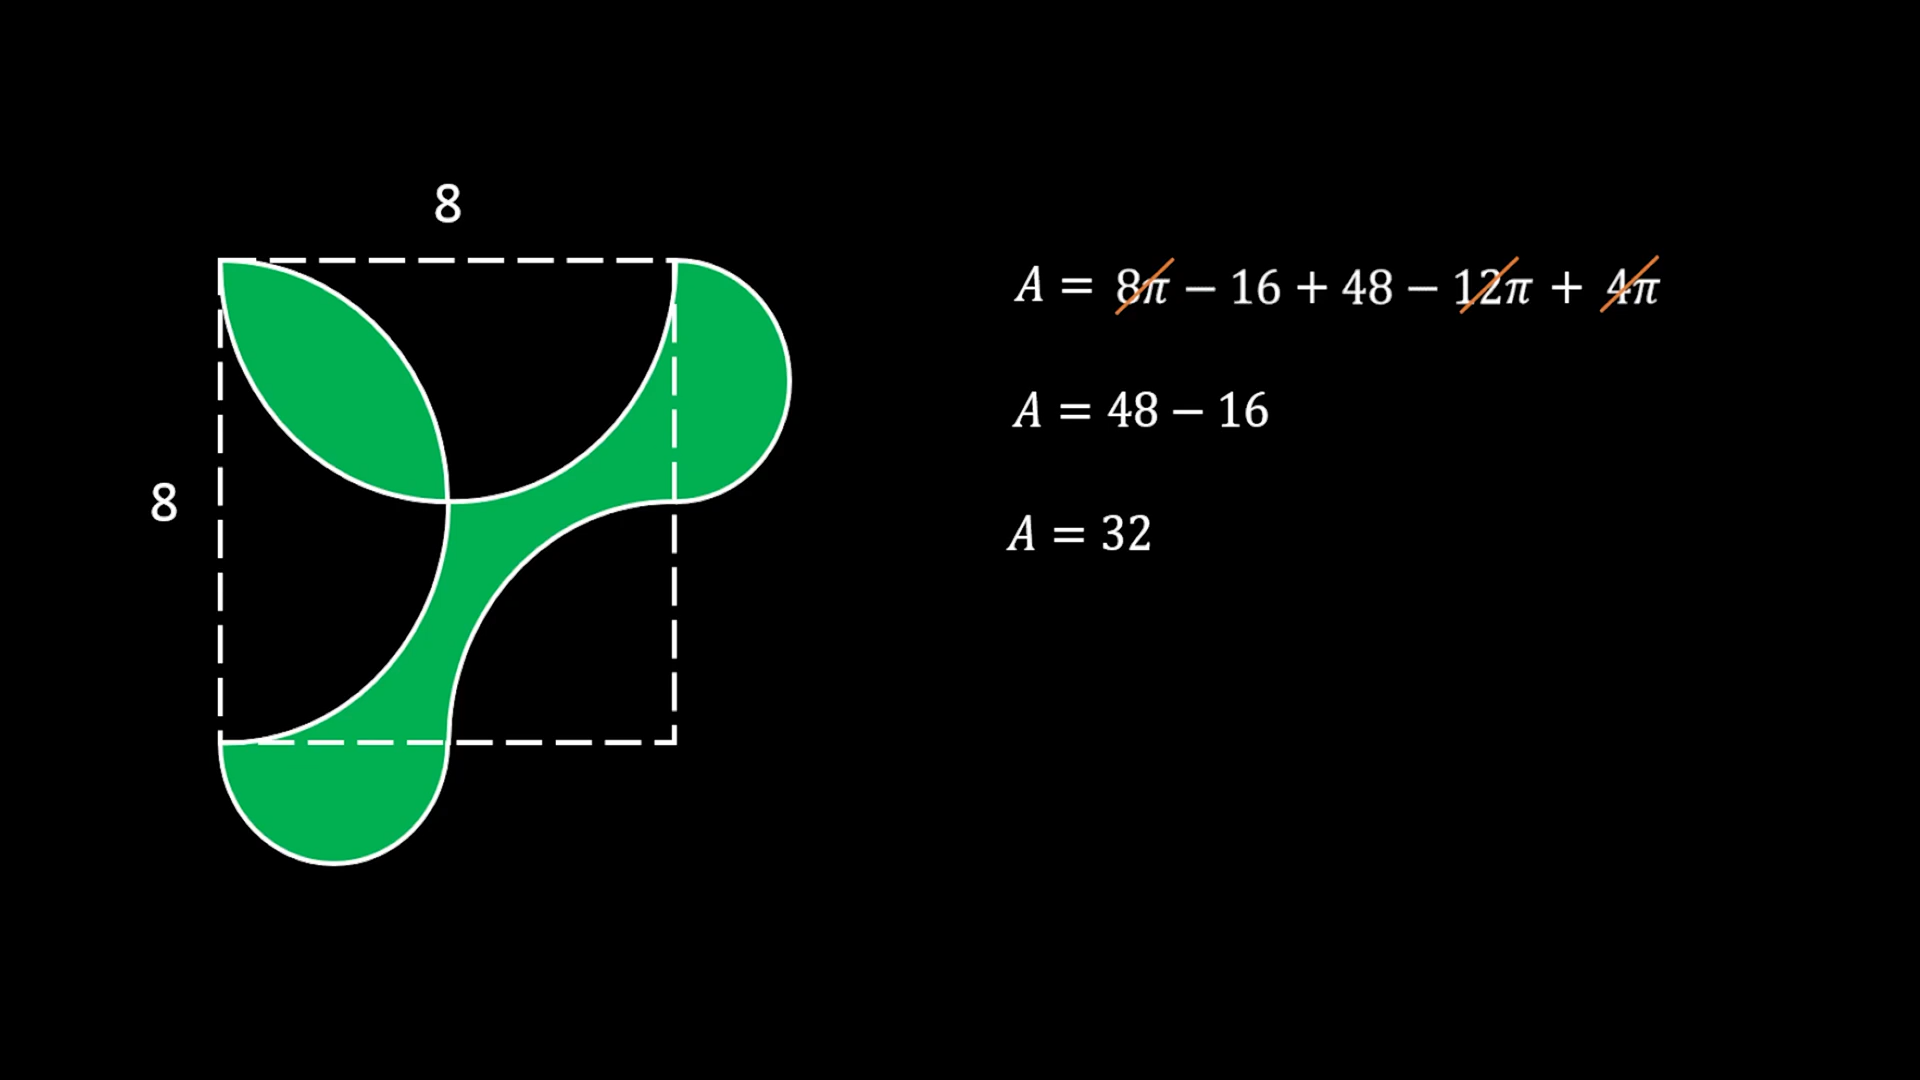 8
8
A = 8π − 16 + 48 − 12π + 4π
A = 48 − 16
A = 32